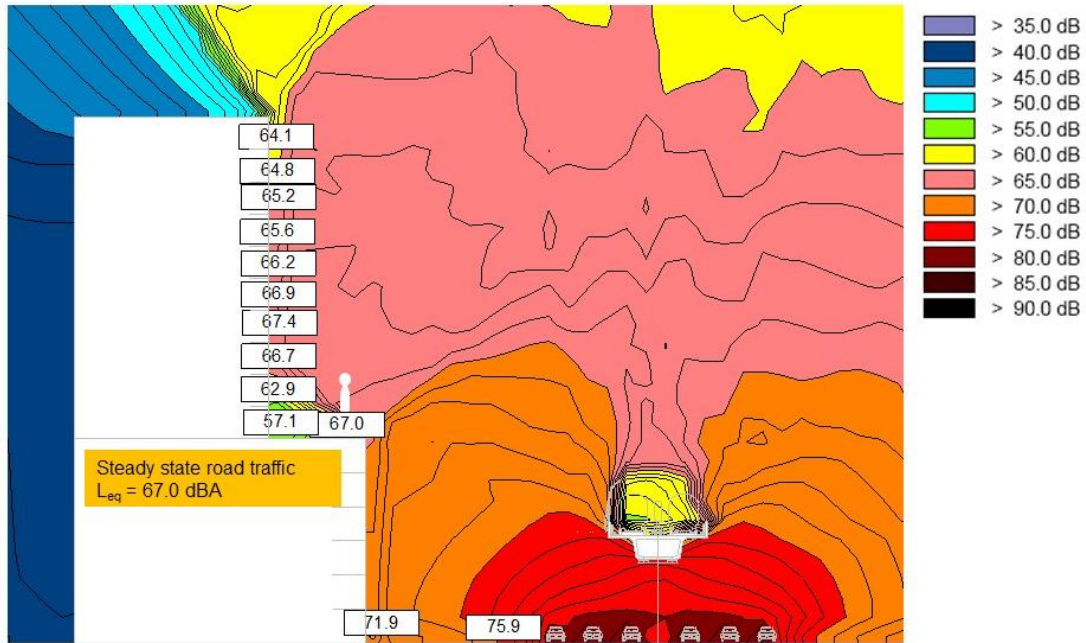 > 35.0 dB
> 40.0 dB
> 45.0 dB
> 50.0 dB
> 55.0 dB
> 60.0 dB
> 65.0 dB
> 70.0 dB
> 75.0 dB
> 80.0 dB
> 85.0 dB
> 90.0 dB
64.1
64.8
65.2
65.6
66.2
66.9
67.4
66.7
62.9
57.1 67.0
Steady state road traffic
Leq = 67.0 dBA
71.9 75.9